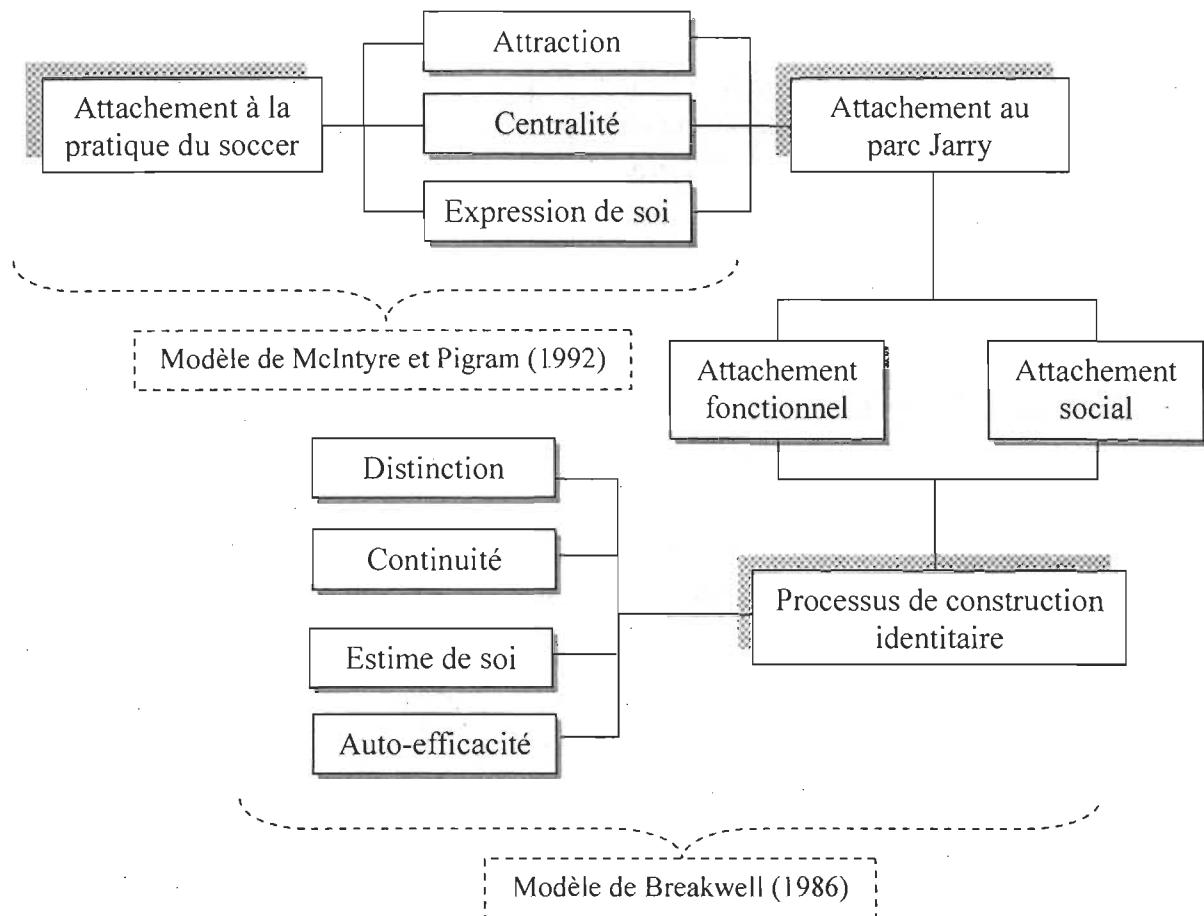 Attraction
Attachement à la
pratique du soccer
Centralité
Attachement au
parc Jarry
Expression de soi
Modèle de McIntyre et Pigram (1992)
Attachement
fonctionnel
Attachement
social
Distinction
Continuité
Processus de construction
identitaire
Estime de soi
Auto-efficacité
Modèle de Breakwell (1986)